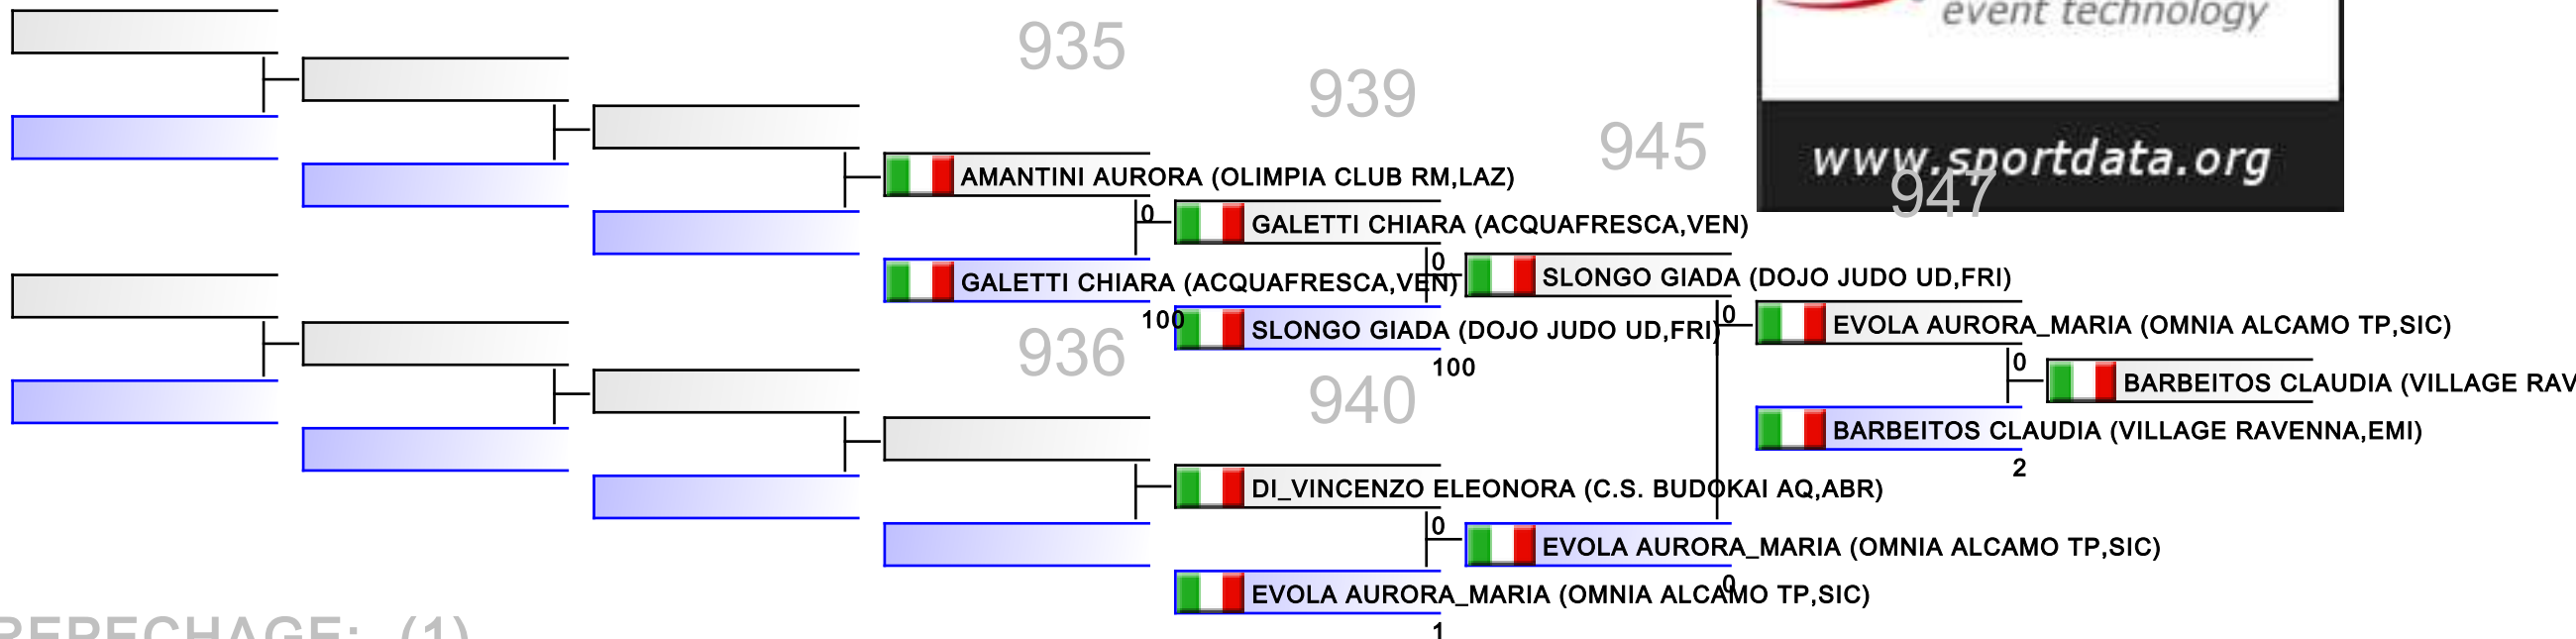 event technology
935
939
945
www.sportdata.org
947
AMANTINI AURORA (OLIMPIA CLUB RM,LAZ)
0
GALETTI CHIARA (ACQUAFRESCA,VEN)
0
GALETTI CHIARA (ACQUAFRESCA,VEN)
100
SLONGO GIADA (DOJO JUDO UD,FRI)
0
SLONGO GIADA (DOJO JUDO UD,FRI)
100
EVOLA AURORA_MARIA (OMNIA ALCAMO TP,SIC)
0
BARBEITOS CLAUDIA (VILLAGE RAV
BARBEITOS CLAUDIA (VILLAGE RAVENNA,EMI)
2
936
940
DI_VINCENZO ELEONORA (C.S. BUDOKAI AQ,ABR)
0
EVOLA AURORA_MARIA (OMNIA ALCAMO TP,SIC)
0
EVOLA AURORA_MARIA (OMNIA ALCAMO TP,SIC)
1
REPECHAGE: (1)